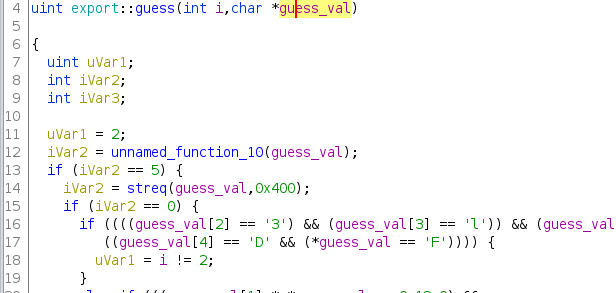 4 uint export::guess(int i,char *guess_val)
5
6 {
7 uint uVar1;
8 int iVar2;
9 int iVar3;
10
11 uVar1 = 2;
12 iVar2 = unnamed_function_10(guess_val);
13 if (iVar2 == 5) {
14 iVar2 = streq(guess_val,0x400);
15 if (iVar2 == 0) {
16 if ((((guess_val[2] == '3') && (guess_val[3] == 'l')) && (guess_val
17 ((guess_val[4] == 'D' && (*guess_val == 'F')))) {
18 uVar1 = i != 2;
19 }